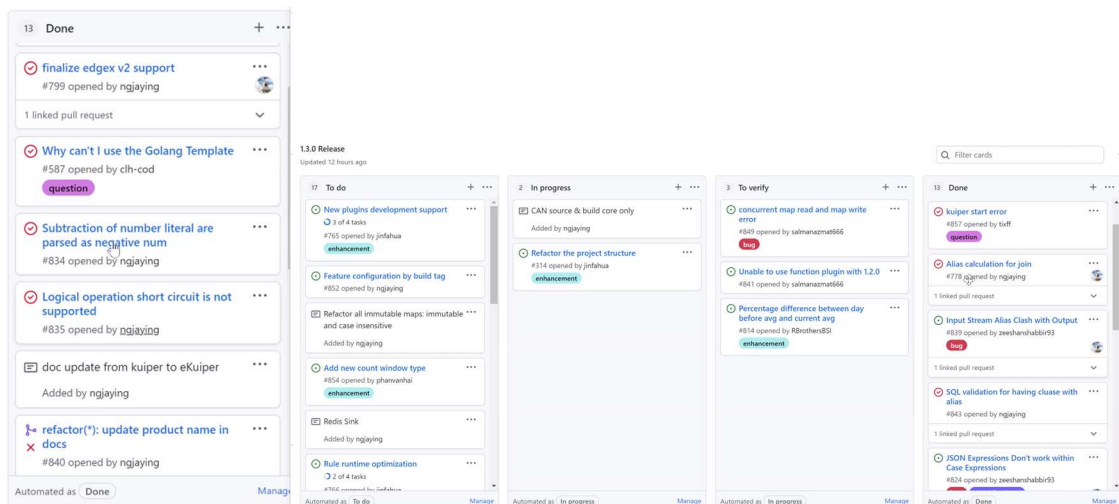 13 Done
finalize edgex v2 support
#799 opened by ngjaying
1 linked pull request
Why can't I use the Golang Template
#587 opened by clh-cod
question
Subtraction of number literal are
parsed as negative num
#834 opened by ngjaying
Logical operation short circuit is not
supported
#835 opened by ngjaying
doc update from kuiper to eKuiper
Added by ngjaying
refactor(*): update product name in
docs
#840 opened by ngjaying
Automated as Done
Manage
1.3.0 Release
Updated 12 hours ago
Filter cards
17 To do
New plugins development support
3 of 4 tasks
#765 opened by jinfahua
enhancement
Feature configuration by build tag
#852 opened by ngjaying
Refactor all immutable maps: immutable
and case insensitive
Added by ngjaying
Add new count window type
#854 opened by phanvanhai
enhancement
Redis Sink
Added by ngjaying
Rule runtime optimization
2 of 4 tasks
#766 opened by jinfahua
Automated as To do
Manage
2 In progress
CAN source & build core only
Added by ngjaying
Refactor the project structure
#314 opened by jinfahua
enhancement
Automated as In progress
Manage
3 To verify
concurrent map read and map write
error
#849 opened by salmanazmat666
bug
Unable to use function plugin with 1.2.0
#841 opened by salmanazmat666
Percentage difference between day
before avg and current avg
#814 opened by RBrothersBSI
enhancement
Automated as In progress
Manage
13 Done
kuiper start error
#857 opened by tixff
question
Alias calculation for join
#778 opened by ngjaying
1 linked pull request
Input Stream Alias Clash with Output
#839 opened by zeeshanshabbir93
bug
1 linked pull request
SQL validation for having cluase with
alias
#843 opened by ngjaying
1 linked pull request
JSON Expressions Don't work within
Case Expressions
#824 opened by zeeshanshabbir93
Automated as Done
Manage